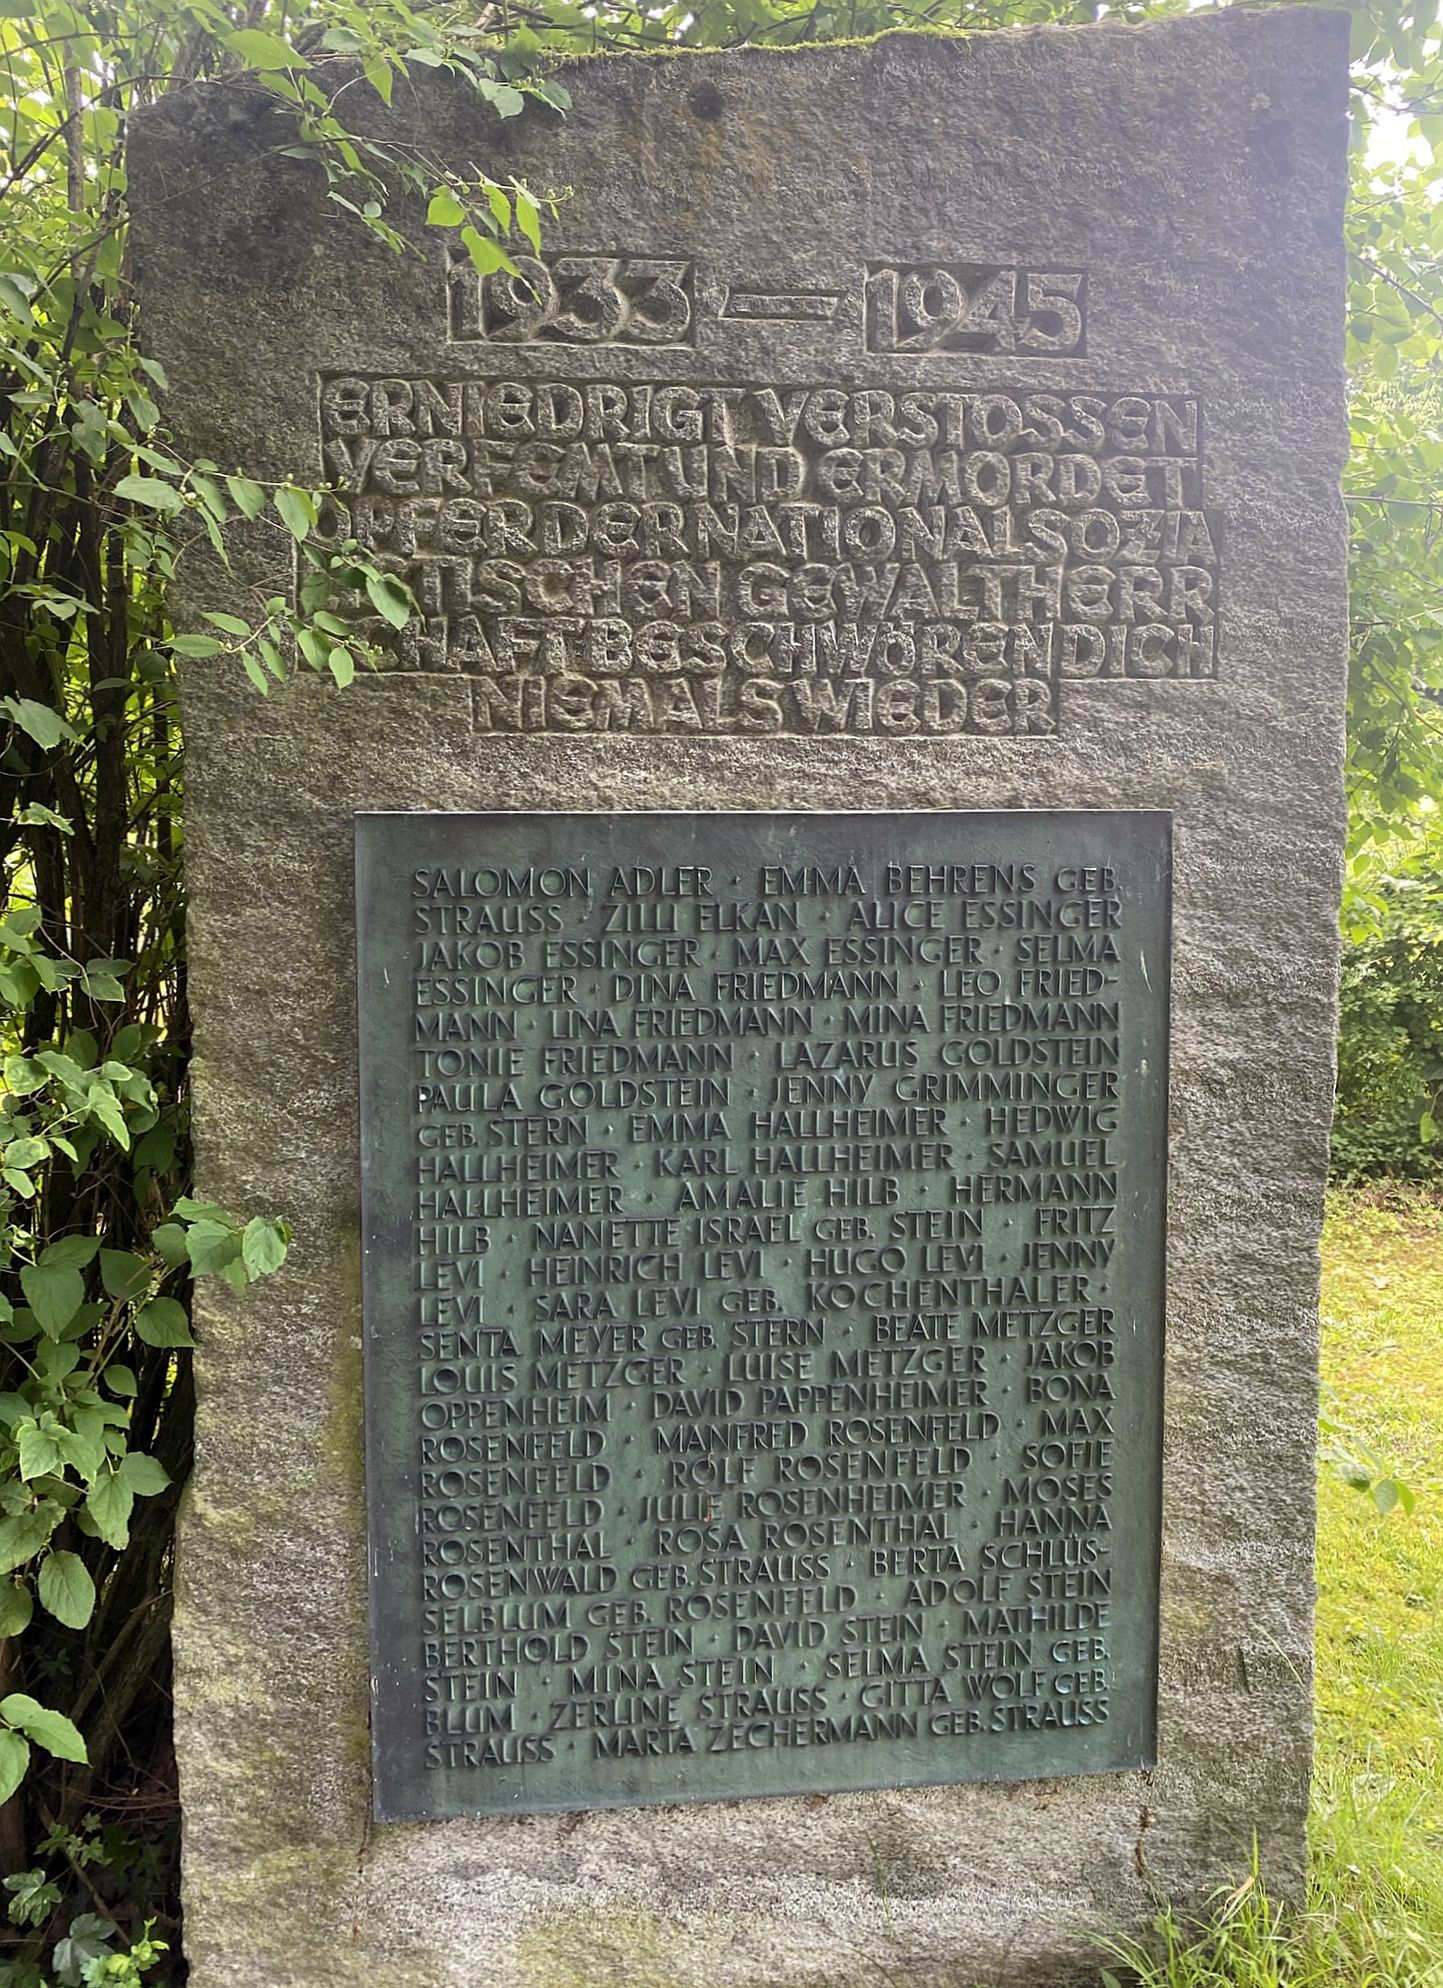 1933 – 1945
ERNIEDRIGT VERSTOSSEN
VERFEMT UND ERMORDET
OPFER DER NATIONALSOZIA
TISCHEN GEWALTHERR
SCHAFT BESCHWÖREN DICH
NIEMALS WIEDER
SALOMON ADLER · EMMA BEHRENS GEB.
STRAUSS · ZILLI ELKAN · ALICE ESSINGER
JAKOB ESSINGER · MAX ESSINGER · SELMA
ESSINGER · DINA FRIEDMANN · LEO FRIED-
MANN · LINA FRIEDMANN · MINA FRIEDMANN
TONIE FRIEDMANN · LAZARUS GOLDSTEIN
PAULA GOLDSTEIN · JENNY GRIMMINGER
GEB. STERN · EMMA HALLHEIMER · HEDWIG
HALLHEIMER · KARL HALLHEIMER · SAMUEL
HALLHEIMER · AMALIE HILB · HERMANN
HILB · NANETTE ISRAEL GEB. STEIN · FRITZ
LEVI · HEINRICH LEVI · HUGO LEVI · JENNY
LEVI · SARA LEVI GEB. KOCHENTHALER ·
SENTA MEYER GEB. STERN · BEATE METZGER
LOUIS METZGER · LUISE METZGER · JAKOB
OPPENHEIM · DAVID PAPPENHEIMER · BONA
ROSENFELD · MANFRED ROSENFELD · MAX
ROSENFELD · ROLF ROSENFELD · SOFIE
ROSENFELD · JULIE ROSENHEIMER · MOSES
ROSENTHAL · ROSA ROSENTHAL · HANNA
ROSENWALD GEB. STRAUSS · BERTA SCHLÜS-
SELBLUM GEB. ROSENFELD · ADOLF STEIN
BERTHOLD STEIN · DAVID STEIN · MATHILDE
STEIN · MINA STEIN · SELMA STEIN GEB.
BLUM · ZERLINE STRAUSS · GITTA WOLF GEB.
STRAUSS · MARTA ZECHERMANN GEB. STRAUSS